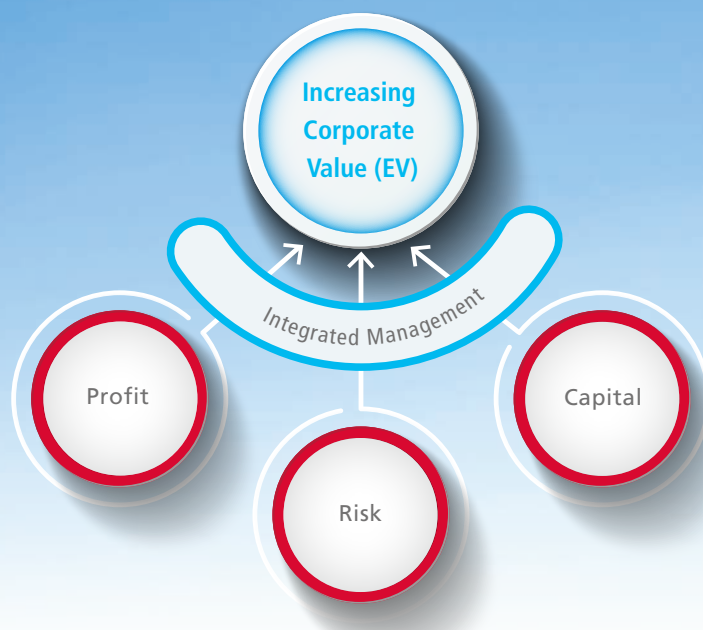 Increasing
Corporate
Value (EV)
Integrated Management
Profit
Capital
Risk